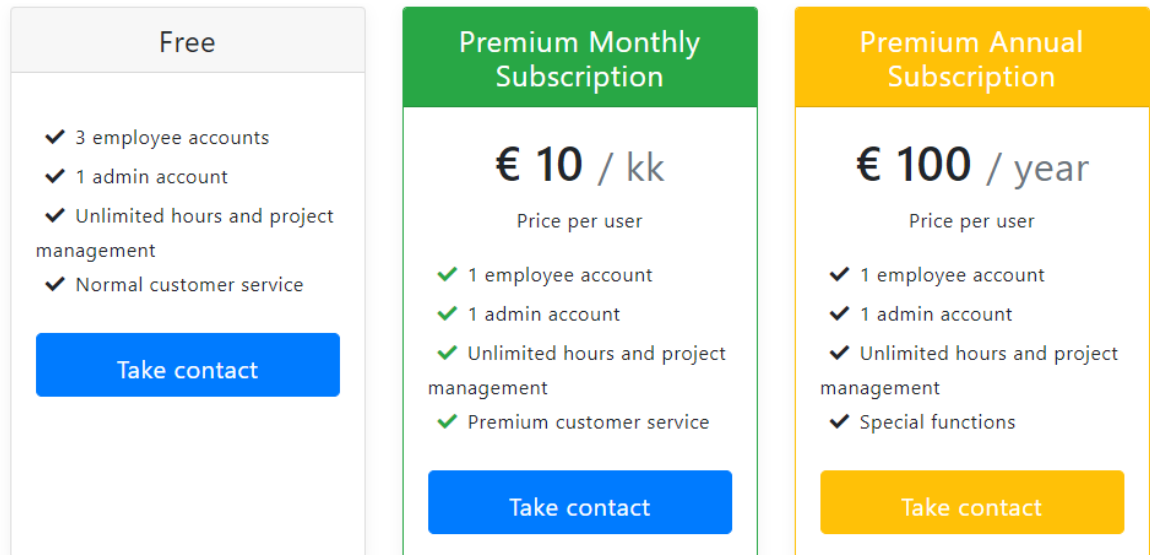 Free
3 employee accounts
1 admin account
Unlimited hours and project
management
Normal customer service
Take contact
Premium Monthly
Subscription
€ 10 / kk
Price per user
1 employee account
1 admin account
Unlimited hours and project
management
Premium customer service
Take contact
Premium Annual
Subscription
€ 100 / year
Price per user
1 employee account
1 admin account
Unlimited hours and project
management
Special functions
Take contact